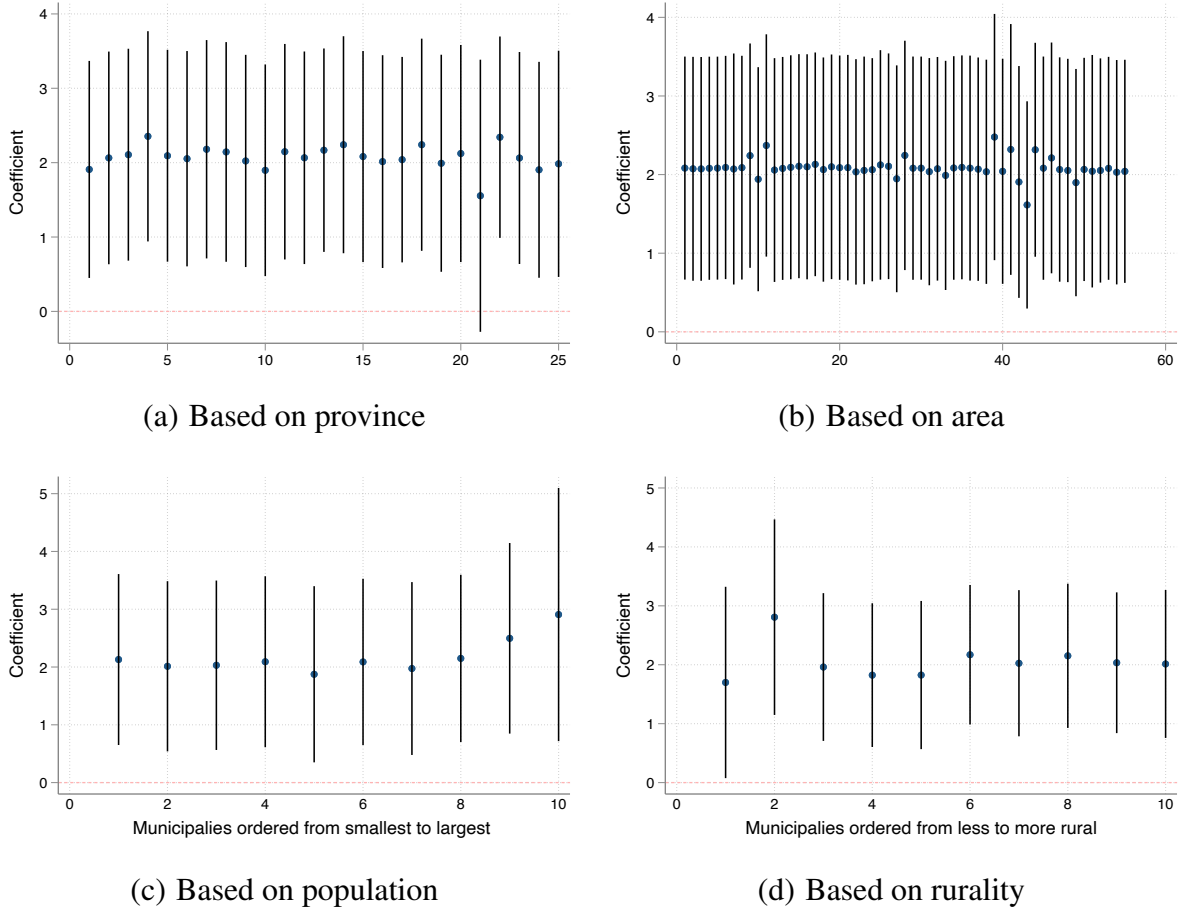 4
3
2
1
0
Coefficient
0 5 10 15 20 25
(a) Based on province
4
3
2
1
0
Coefficient
0 20 40 60
(b) Based on area
5
4
3
2
1
0
Coefficient
0 2 4 6 8 10
Municipalies ordered from smallest to largest
(c) Based on population
5
4
3
2
1
0
Coefficient
0 2 4 6 8 10
Municipalies ordered from less to more rural
(d) Based on rurality